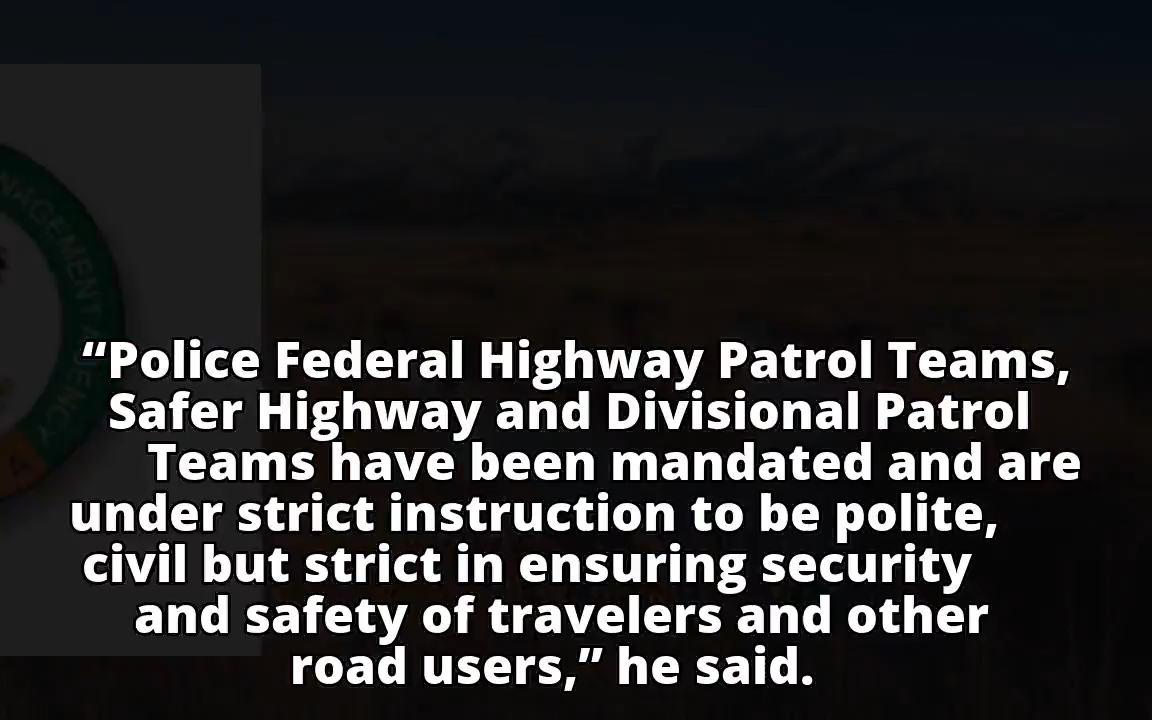 NAGEMENT AGENCY
“Police Federal Highway Patrol Teams,
Safer Highway and Divisional Patrol
Teams have been mandated and are
under strict instruction to be polite,
civil but strict in ensuring security
and safety of travelers and other
road users,” he said.